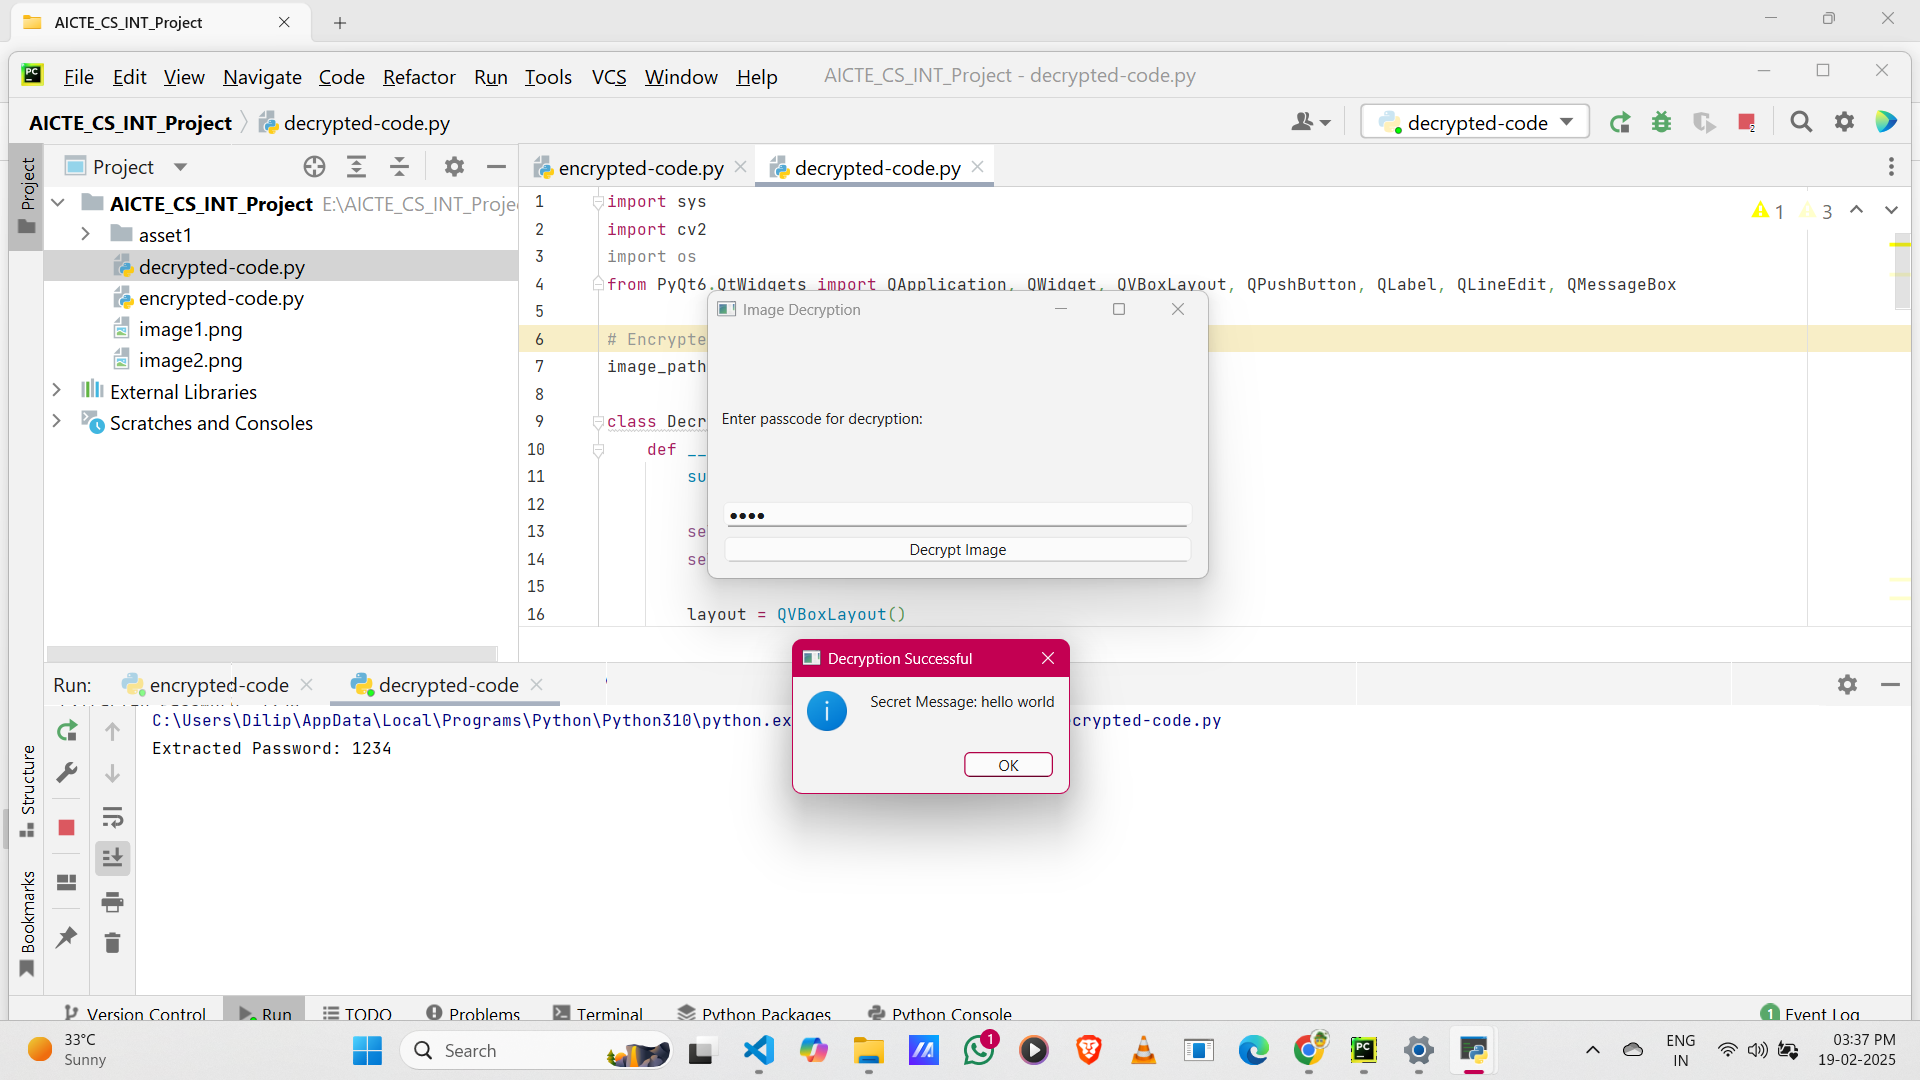 AICTE_CS_INT_Project
File Edit View Navigate Code Refactor Run Tools VCS Window Help AICTE_CS_INT_Project - decrypted-code.py
AICTE_CS_INT_Project decrypted-code.py
decrypted-code
Project
Project
encrypted-code.py
decrypted-code.py
AICTE_CS_INT_Project E:\AICTE_CS_INT_Proje
asset1
decrypted-code.py
encrypted-code.py
image1.png
image2.png
External Libraries
Scratches and Consoles
1 import sys
2 import cv2
3 import os
4 from PyQt6.QtWidgets import QApplication, QWidget, QVBoxLayout, QPushButton, QLabel, QLineEdit, QMessageBox
5
6 # Encrypte
7 image_path
8
9 class Decr
10 def __
11 su
12
13 se
14 se
15
16 layout = QVBoxLayout()
1 3
Image Decryption
Enter passcode for decryption:
●●●●
Decrypt Image
Decryption Successful
Secret Message: hello world
OK
Run: encrypted-code decrypted-code
C:\Users\Dilip\AppData\Local\Programs\Python\Python310\python.ex crypted-code.py
Extracted Password: 1234
Structure
Bookmarks
Version Control Run TODO Problems Terminal Python Packages Python Console 1 Event Log
33°C
Sunny
Search
1
ENG
IN
03:37 PM
19-02-2025